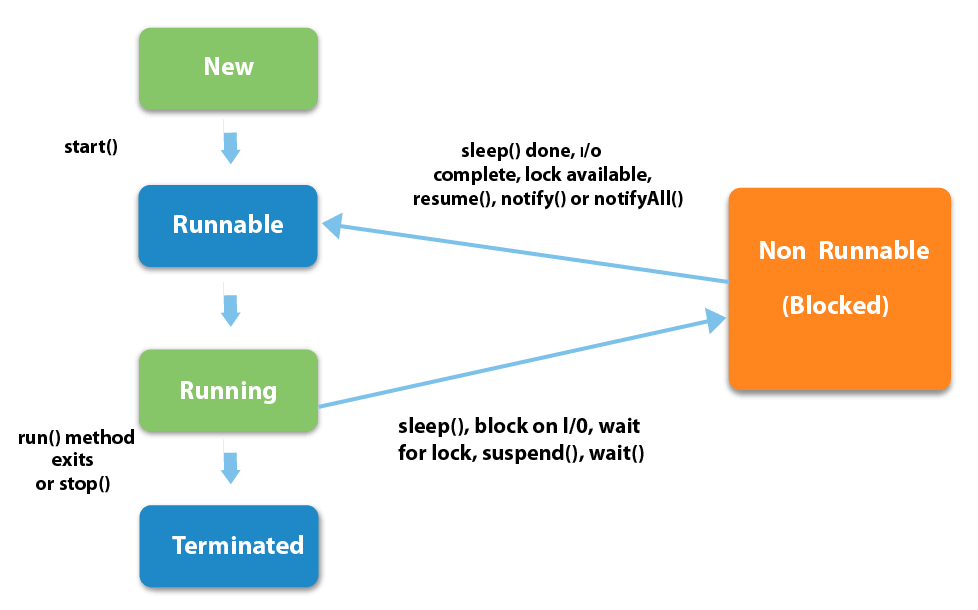 New
start()
sleep() done, I/o
complete, lock available,
resume(), notify() or notifyAll()
Runnable
Non Runnable
(Blocked)
Running
sleep(), block on l/0, wait
for lock, suspend(), wait()
run() method
exits
or stop()
Terminated